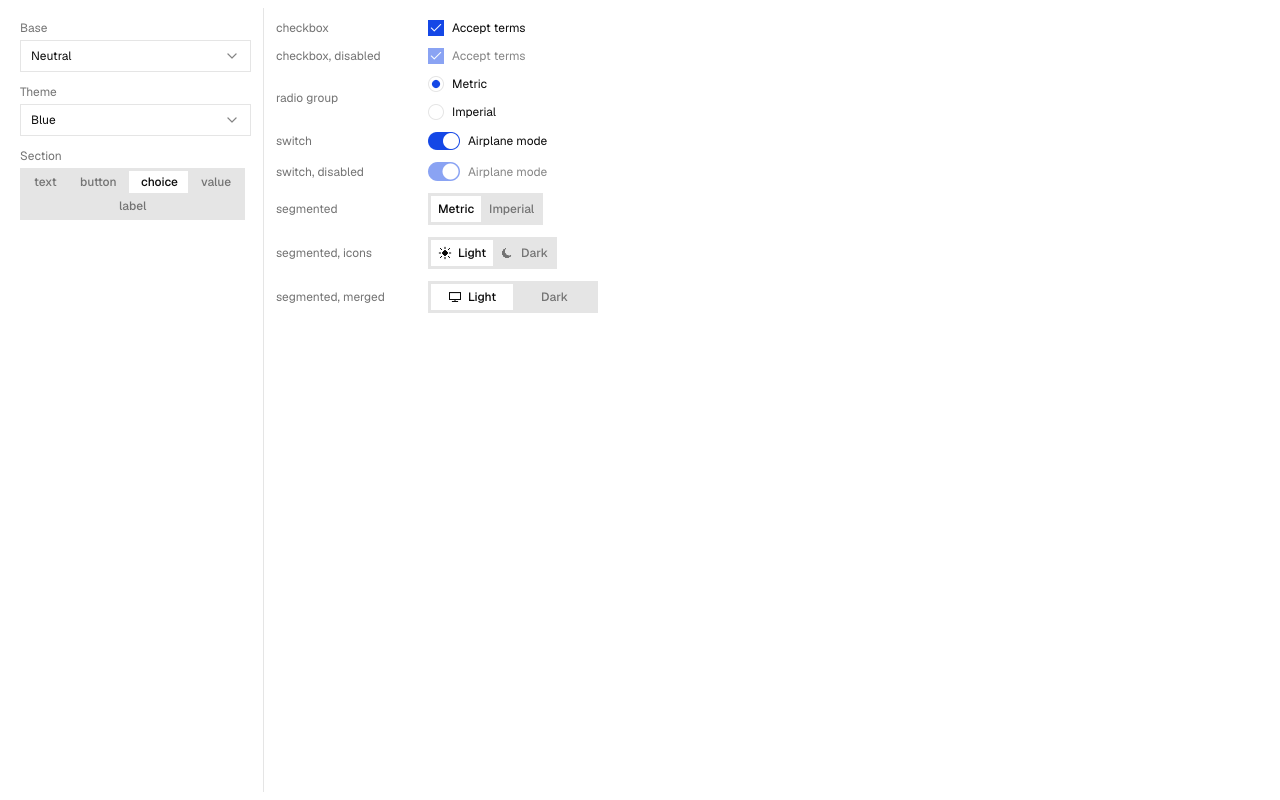 Base
Neutral
Theme
Blue
Section
text button choice value
label
checkbox Accept terms
checkbox, disabled Accept terms
radio group Metric
Imperial
switch Airplane mode
switch, disabled Airplane mode
segmented Metric Imperial
segmented, icons Light Dark
segmented, merged Light Dark